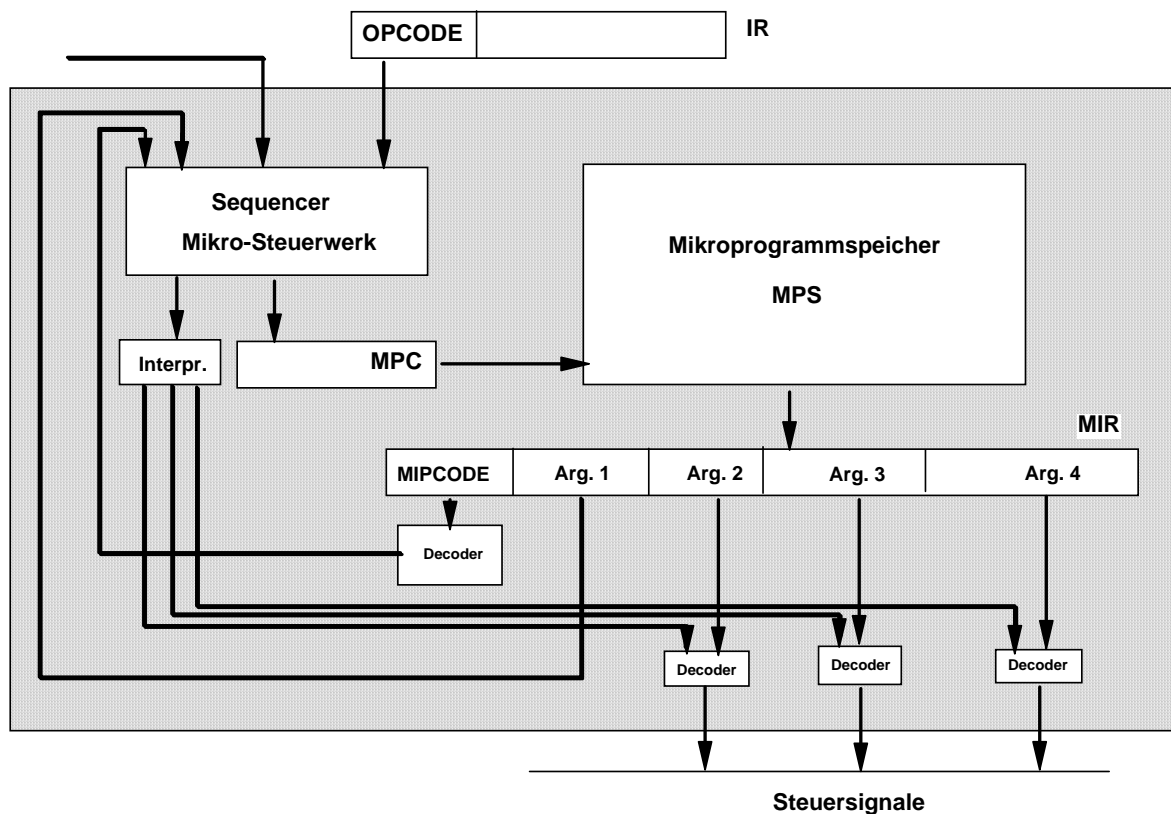 OPCODE
IR
Sequencer
Mikro-Steuerwerk
Mikroprogrammspeicher
MPS
Interpr.
MPC
MIR
MIPCODE
Arg. 1
Arg. 2
Arg. 3
Arg. 4
Decoder
Decoder
Decoder
Decoder
Steuersignale